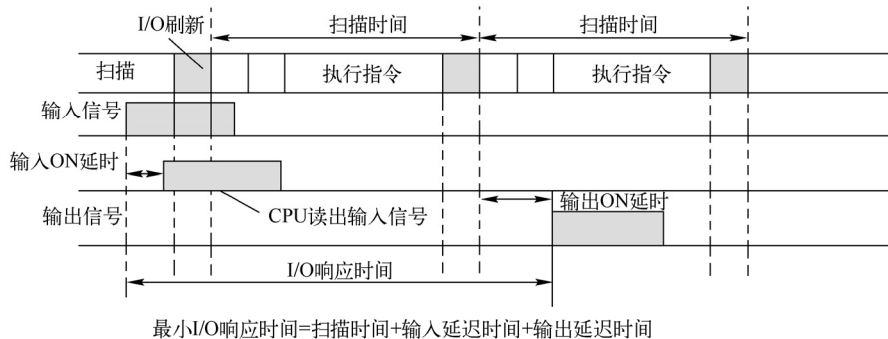 I/O刷新
扫描时间
扫描时间
扫描
执行指令
执行指令
输入信号
输入ON延时
输出ON延时
CPU读出输入信号
输出信号
I/O响应时间
最小I/O响应时间=扫描时间+输入延迟时间+输出延迟时间